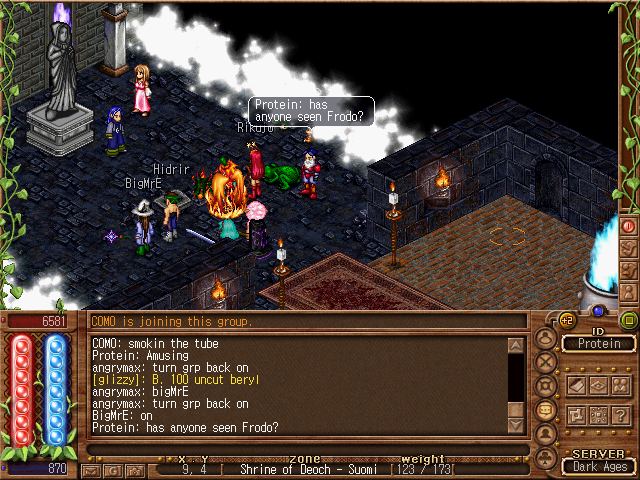 Protein: has
anyone seen Frodo?
Rikujo
Hidrir
BigMrE
6581
COMO is joining this group.
+2
ID
Protein
COMO: smokin the tube
Protein: Amusing
angrymax: turn grp back on
[glizzy]: B. 100 uncut beryl
angrymax: bigMrE
angrymax: turn grp back on
BigMrE: on
Protein: has anyone seen Frodo?
870
x y zone weight
9, 4 [ Shrine of Deoch - Suomi [123 / 173[
SERVER
Dark Ages
G
?